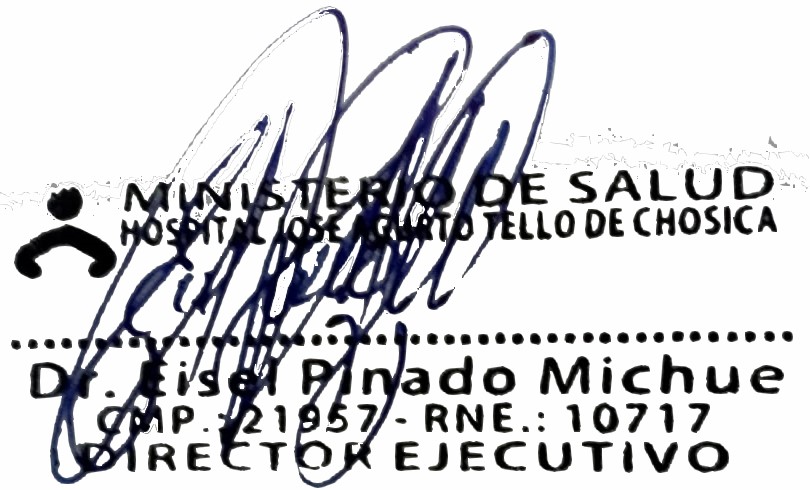 MINISTERIO DE SALUD
HOSPITAL JOSE AGURTO TELLO DE CHOSICA
Dr. Eisel Pinado Michue
CMP.: 21957 - RNE.: 10717
DIRECTOR EJECUTIVO